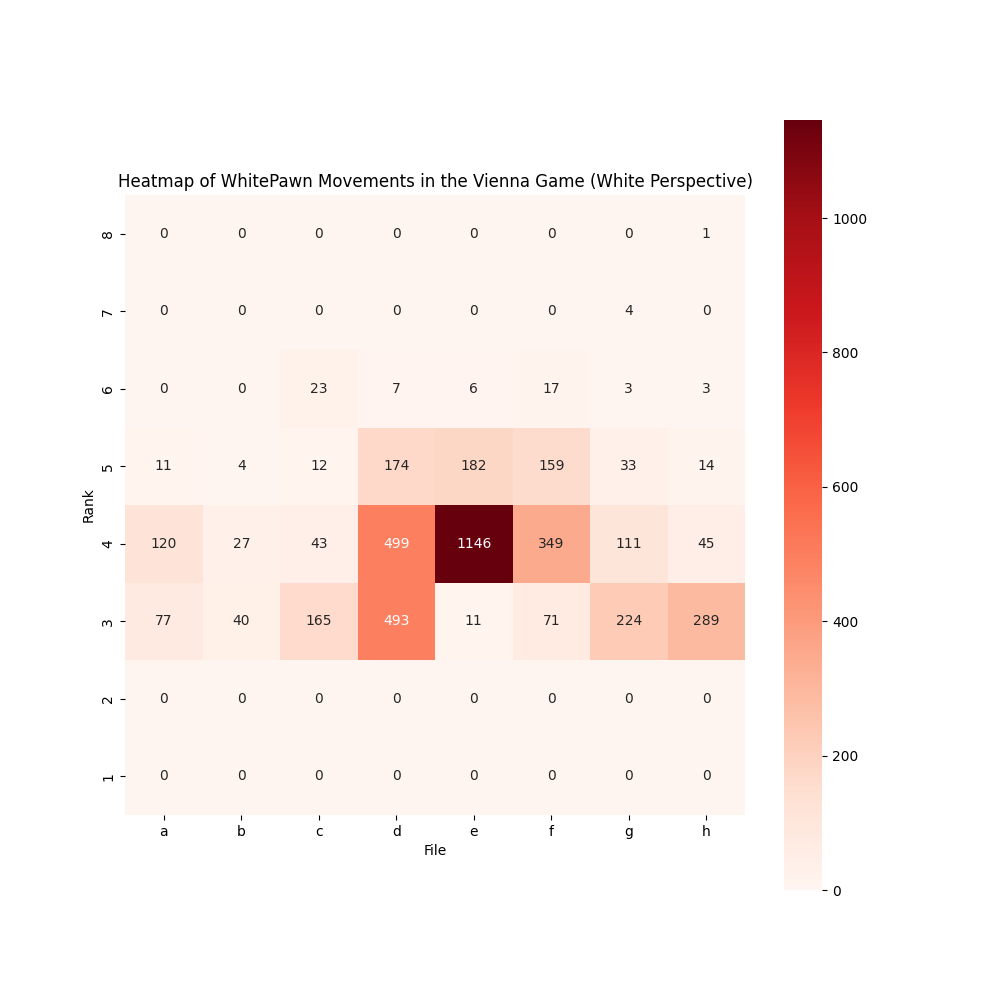 Heatmap of WhitePawn Movements in the Vienna Game (White Perspective)
8 0 0 0 0 0 0 0 1
7 0 0 0 0 0 0 4 0
6 0 0 23 7 6 17 3 3
5 11 4 12 174 182 159 33 14
4 120 27 43 499 1146 349 111 45
3 77 40 165 493 11 71 224 289
2 0 0 0 0 0 0 0 0
1 0 0 0 0 0 0 0 0
Rank
a b c d e f g h
File
1000
800
600
400
200
0